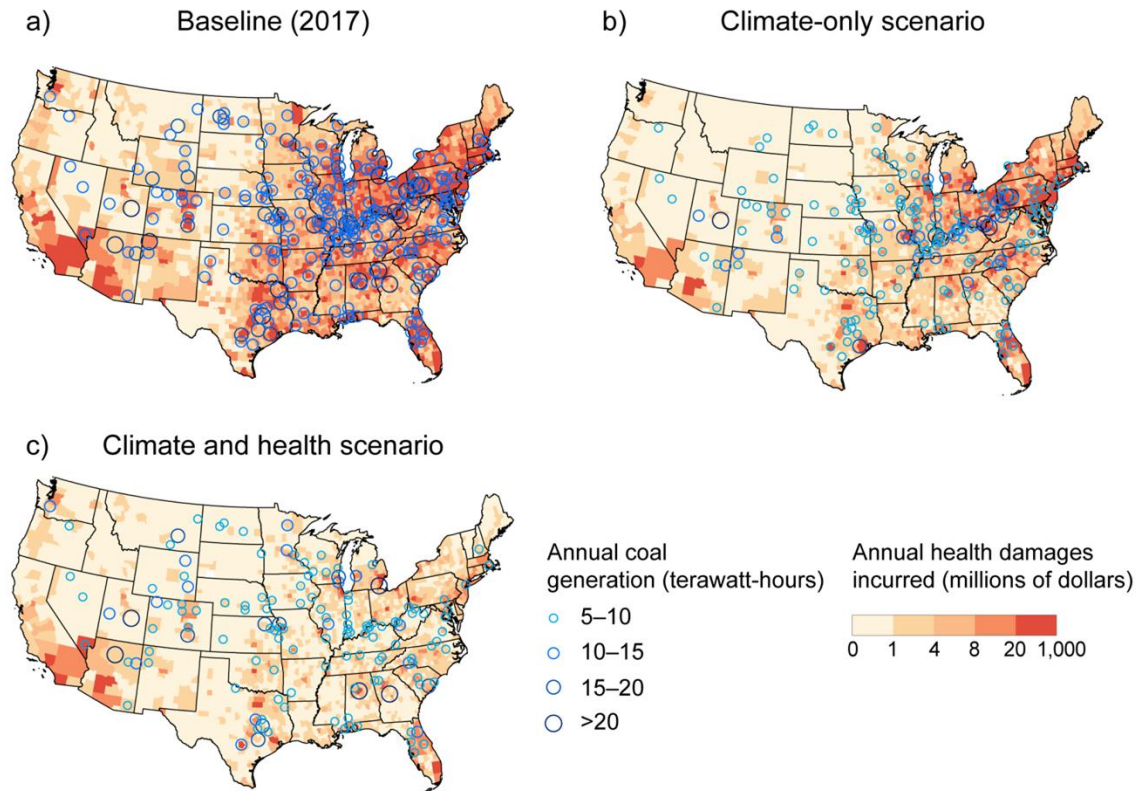 a) Baseline (2017)
b) Climate-only scenario
c) Climate and health scenario
Annual coal
generation (terawatt-hours)
5–10
10–15
15–20
>20
Annual health damages
incurred (millions of dollars)
0 1 4 8 20 1,000